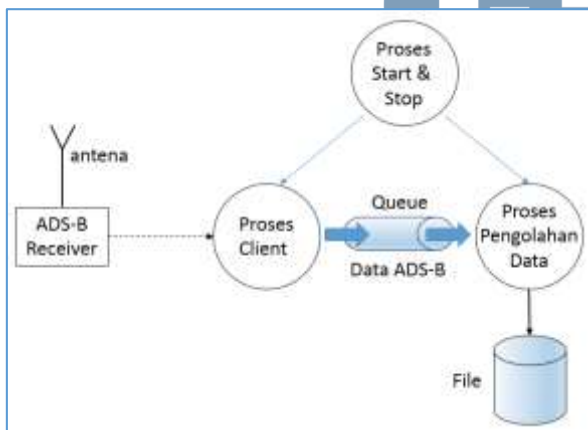 Proses
Start &
Stop
antena
ADS-B
Receiver
Proses
Client
Queue
Data ADS-B
Proses
Pengolahan
Data
File